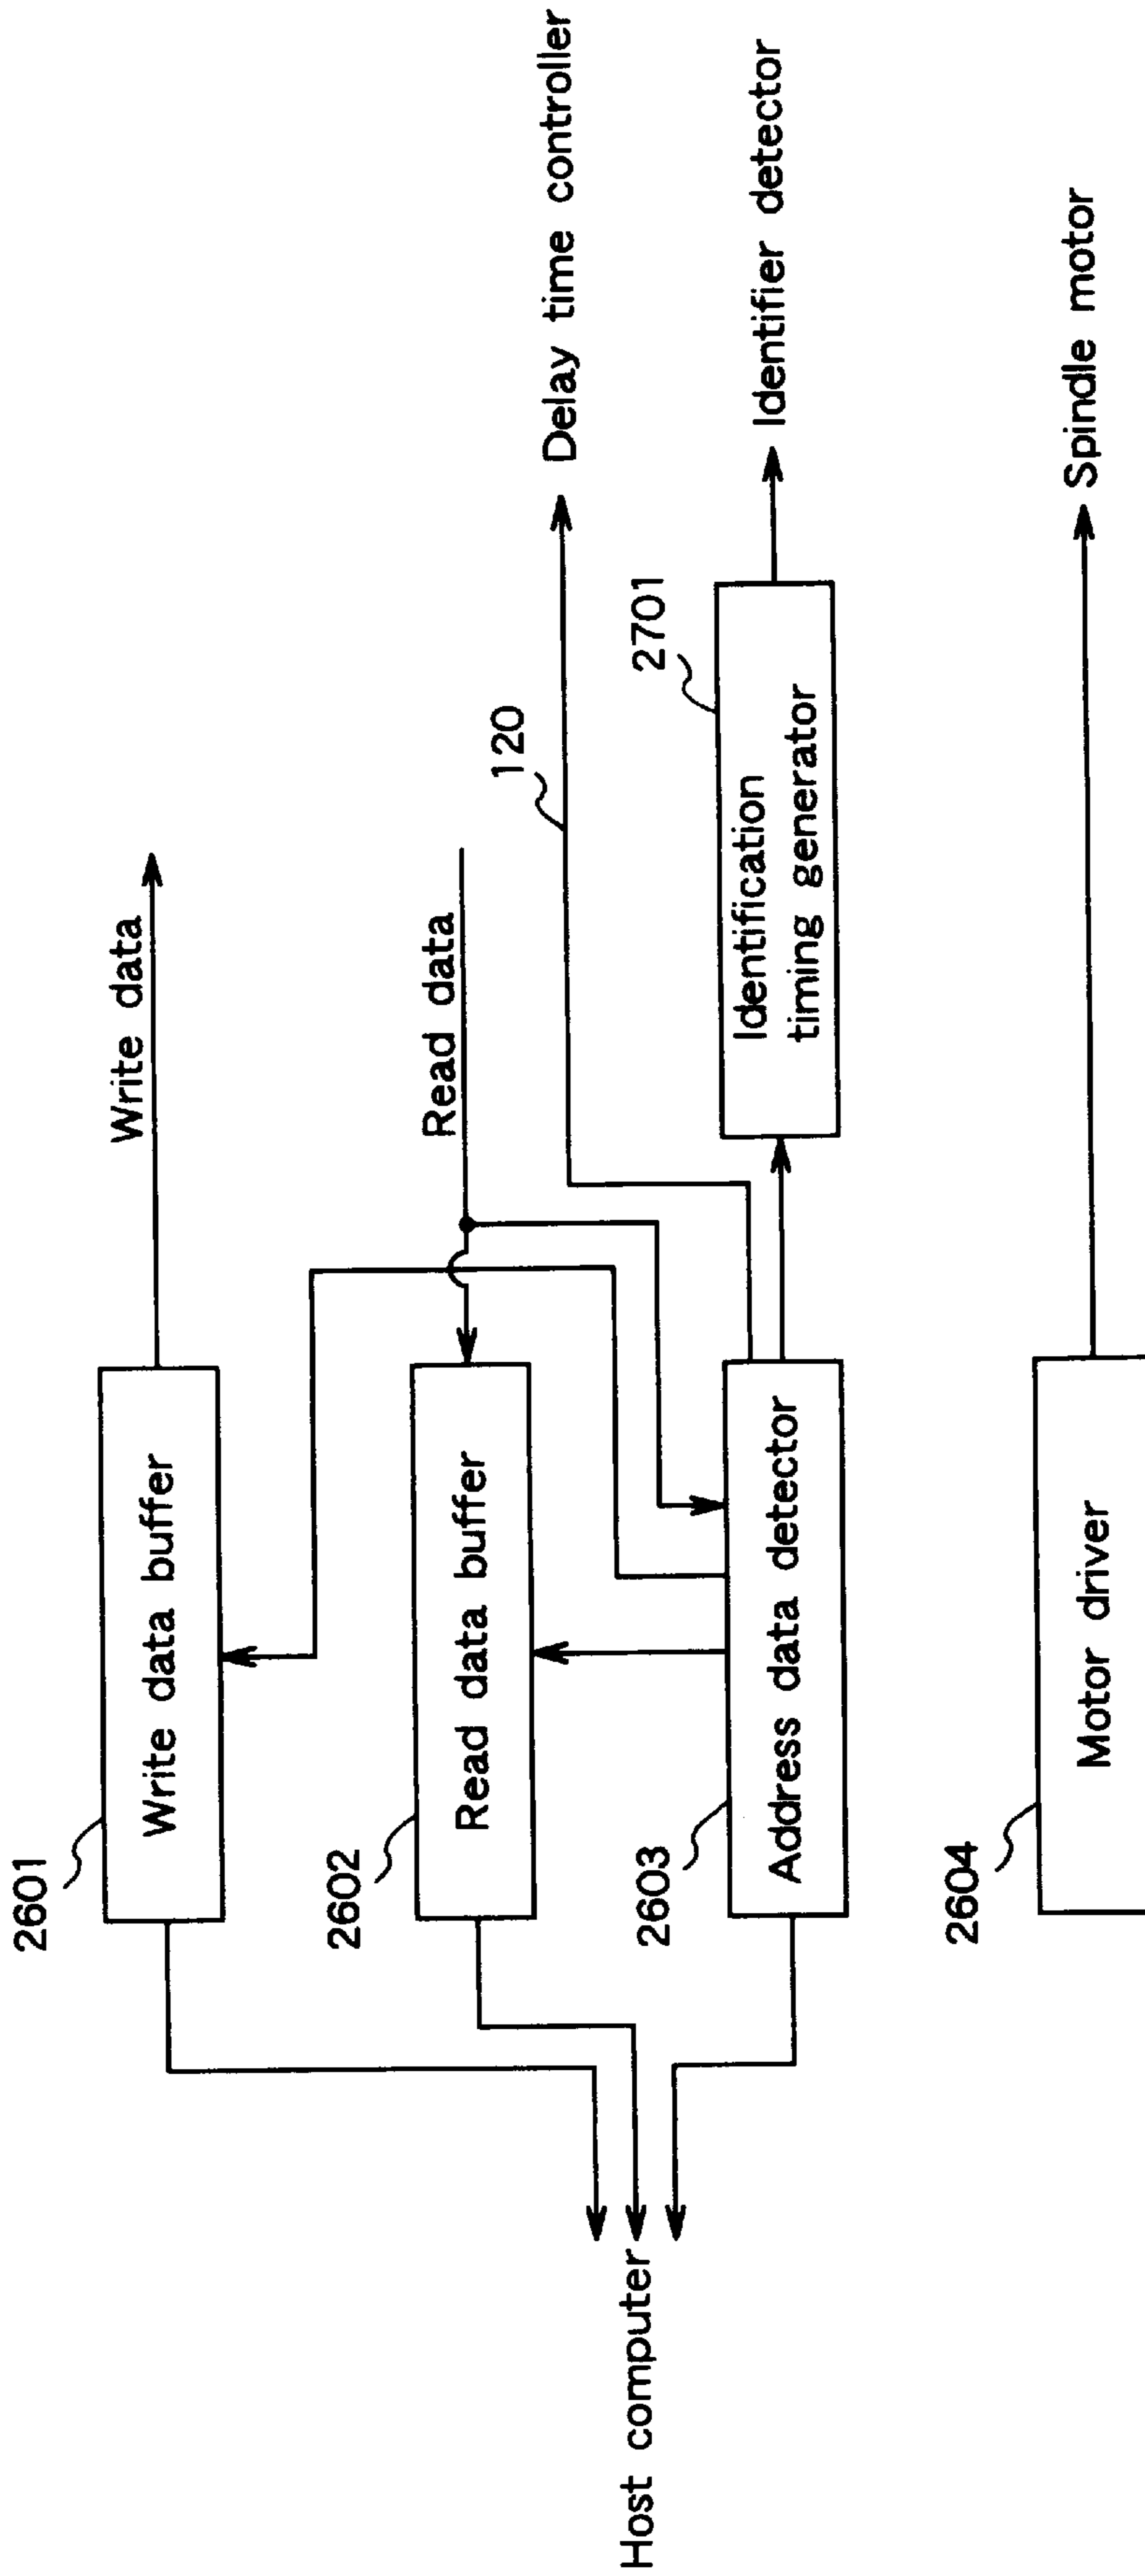 Write data
2601
Write data buffer
Read data
2602
Read data buffer
120
Delay time controller
Host computer
2603
Address data detector
2701
Identification
timing generator
Identifier detector
2604
Motor driver
Spindle motor